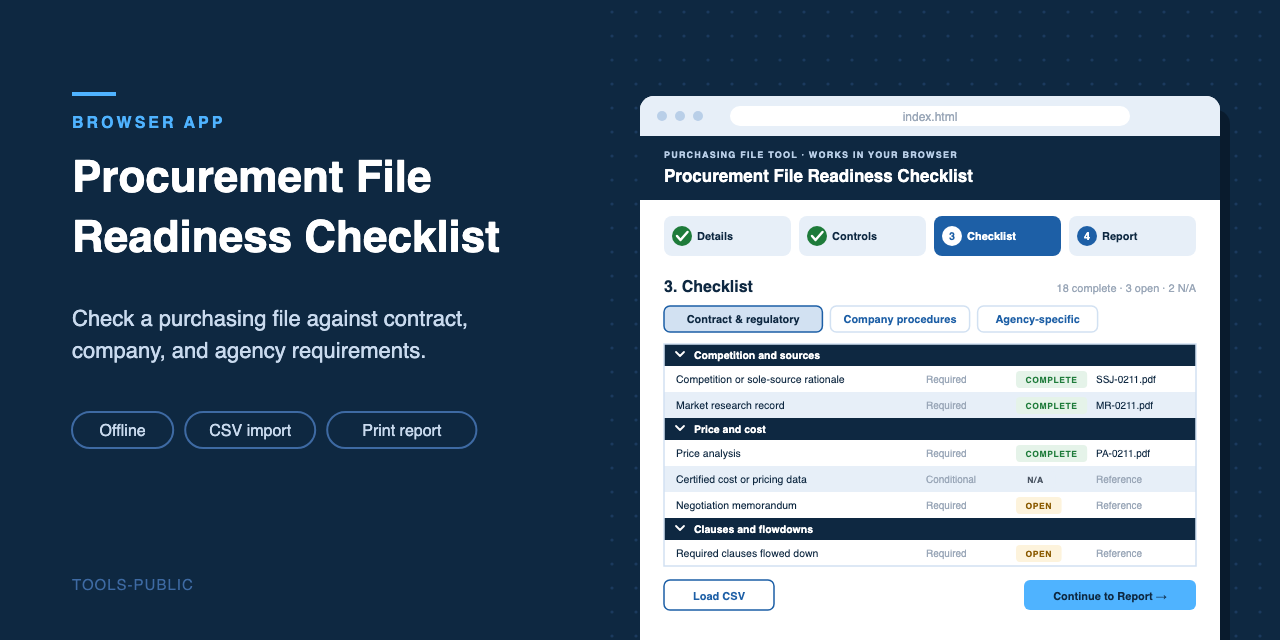 BROWSER APP
Procurement File
Readiness Checklist
Check a purchasing file against contract,
company, and agency requirements.
Offline CSV import Print report
TOOLS-PUBLIC
index.html
PURCHASING FILE TOOL · WORKS IN YOUR BROWSER
Procurement File Readiness Checklist
Details Controls 3 Checklist 4 Report
3. Checklist 18 complete · 3 open · 2 N/A
Contract & regulatory Company procedures Agency-specific
Competition and sources
Competition or sole-source rationale Required COMPLETE SSJ-0211.pdf
Market research record Required COMPLETE MR-0211.pdf
Price and cost
Price analysis Required COMPLETE PA-0211.pdf
Certified cost or pricing data Conditional N/A Reference
Negotiation memorandum Required OPEN Reference
Clauses and flowdowns
Required clauses flowed down Required OPEN Reference
Load CSV Continue to Report →